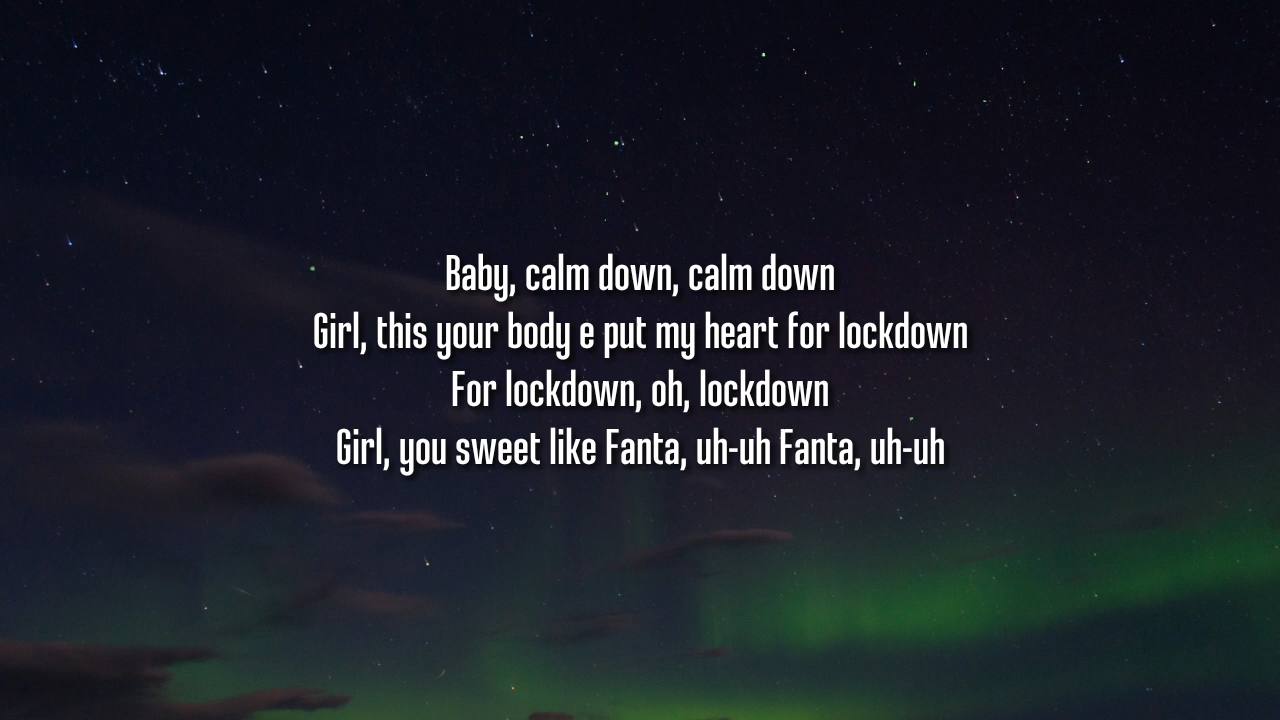 Baby, calm down, calm down
Girl, this your body e put my heart for lockdown
For lockdown, oh, lockdown
Girl, you sweet like Fanta, uh-uh Fanta, uh-uh